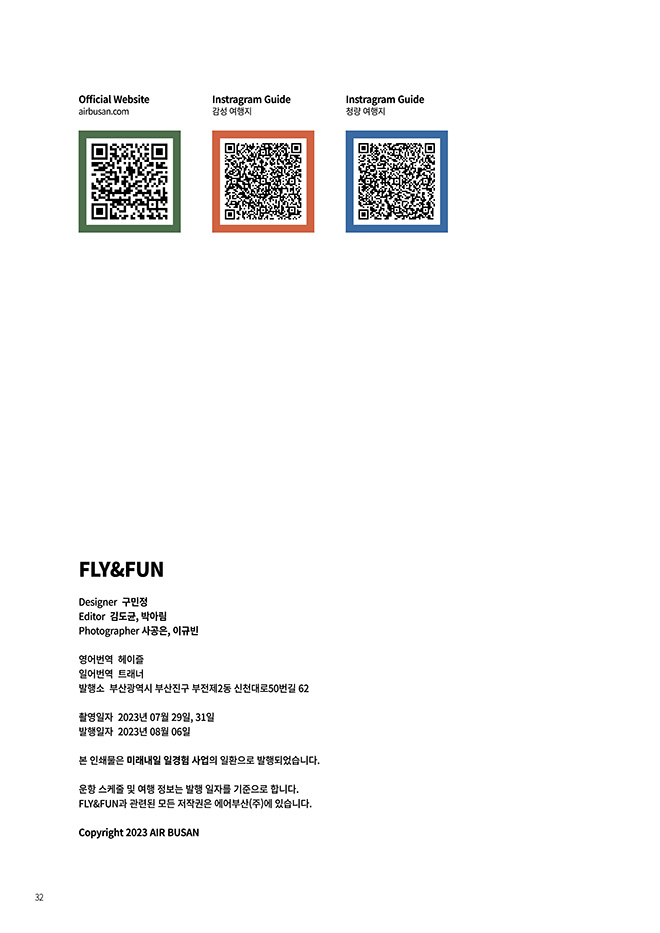 Official Website
airbusan.com
Instragram Guide
감성 여행지
Instragram Guide
청량 여행지
FLY&FUN
Designer 구민정
Editor 김도균, 박아림
Photographer 사공은, 이규빈
영어번역 헤이즐
일어번역 트래너
발행소 부산광역시 부산진구 부전제2동 신천대로50번길 62
촬영일자 2023년 07월 29일, 31일
발행일자 2023년 08월 06일
본 인쇄물은 미래내일 일경험 사업의 일환으로 발행되었습니다.
운항 스케줄 및 여행 정보는 발행 일자를 기준으로 합니다.
FLY&FUN과 관련된 모든 저작권은 에어부산(주)에 있습니다.
Copyright 2023 AIR BUSAN
32